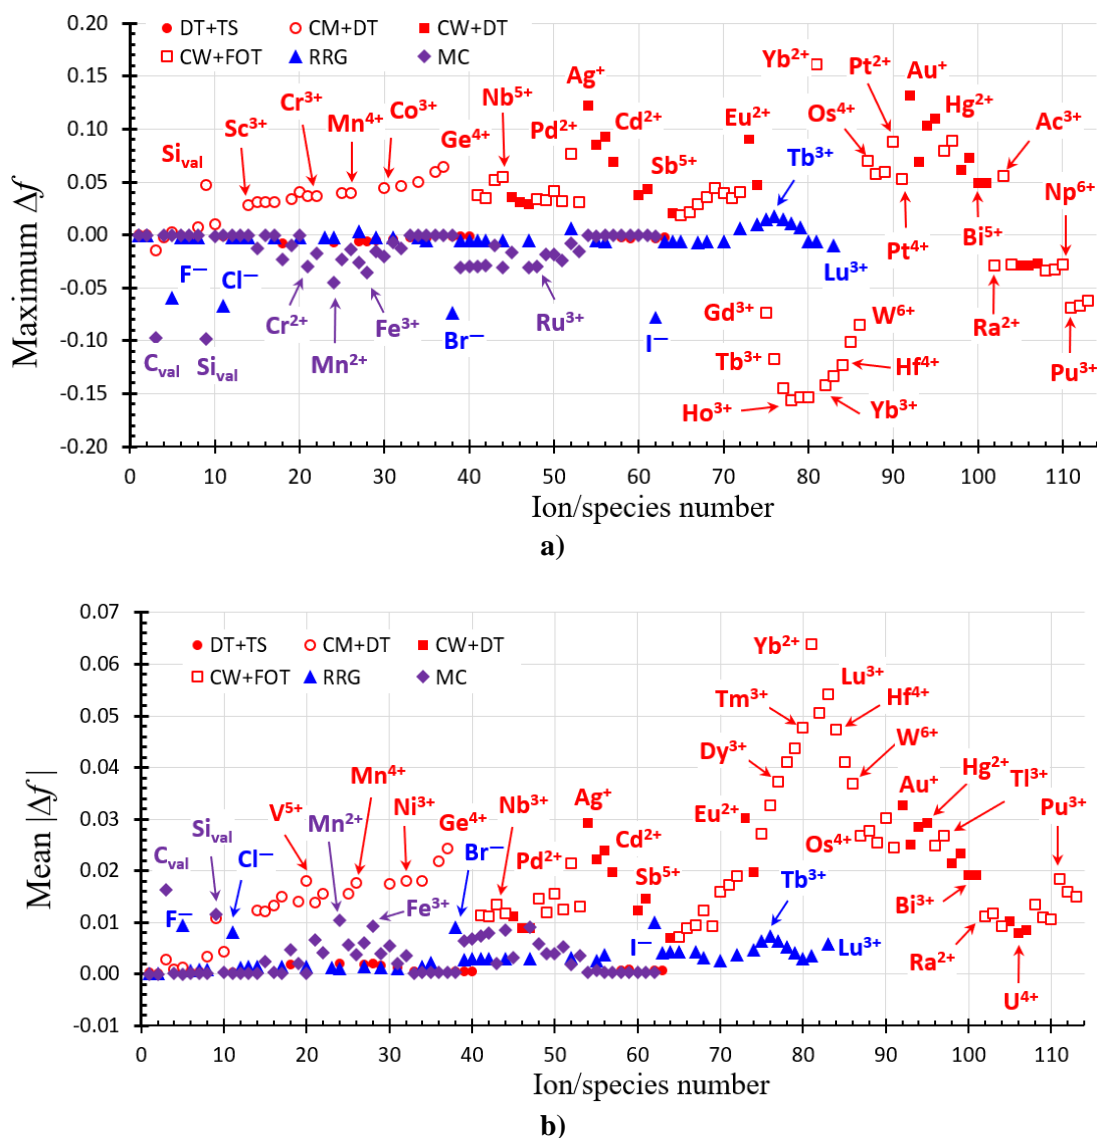 DT+TS CM+DT CW+DT
CW+FOT RRG MC
Maximum Δf
0.20
0.15
0.10
0.05
0.00
-0.05
-0.10
-0.15
-0.20
Si_val
Sc³⁺
Cr³⁺
Mn⁴⁺
Co³⁺
Ge⁴⁺
Nb⁵⁺
Pd²⁺
Ag⁺
Cd²⁺
Sb⁵⁺
Eu²⁺
Yb²⁺
Tb³⁺
Os⁴⁺
Pt²⁺
Au⁺
Hg²⁺
Pt⁴⁺
Bi⁵⁺
Ac³⁺
Np⁶⁺
F⁻
Cl⁻
C_val
Si_val
Cr²⁺
Mn²⁺
Fe³⁺
Br⁻
Ru³⁺
I⁻
Gd³⁺
Tb³⁺
Ho³⁺
Lu³⁺
W⁶⁺
Hf⁴⁺
Yb³⁺
Ra²⁺
Pu³⁺
0 10 20 30 40 50 60 70 80 90 100 110
Ion/species number
a)
DT+TS CM+DT CW+DT
CW+FOT RRG MC
Mean |Δf|
0.07
0.06
0.05
0.04
0.03
0.02
0.01
0.00
-0.01
C_val
Si_val
F⁻
Cl⁻
V⁵⁺
Mn²⁺
Mn⁴⁺
Fe³⁺
Ni³⁺
Ge⁴⁺
Br⁻
Nb³⁺
Pd²⁺
Ag⁺
Cd²⁺
Sb⁵⁺
I⁻
Eu²⁺
Dy³⁺
Tm³⁺
Yb²⁺
Lu³⁺
Hf⁴⁺
W⁶⁺
Tb³⁺
Lu³⁺
Os⁴⁺
Au⁺
Hg²⁺
Tl³⁺
Bi³⁺
Ra²⁺
U⁴⁺
Pu³⁺
0 10 20 30 40 50 60 70 80 90 100 110
Ion/species number
b)